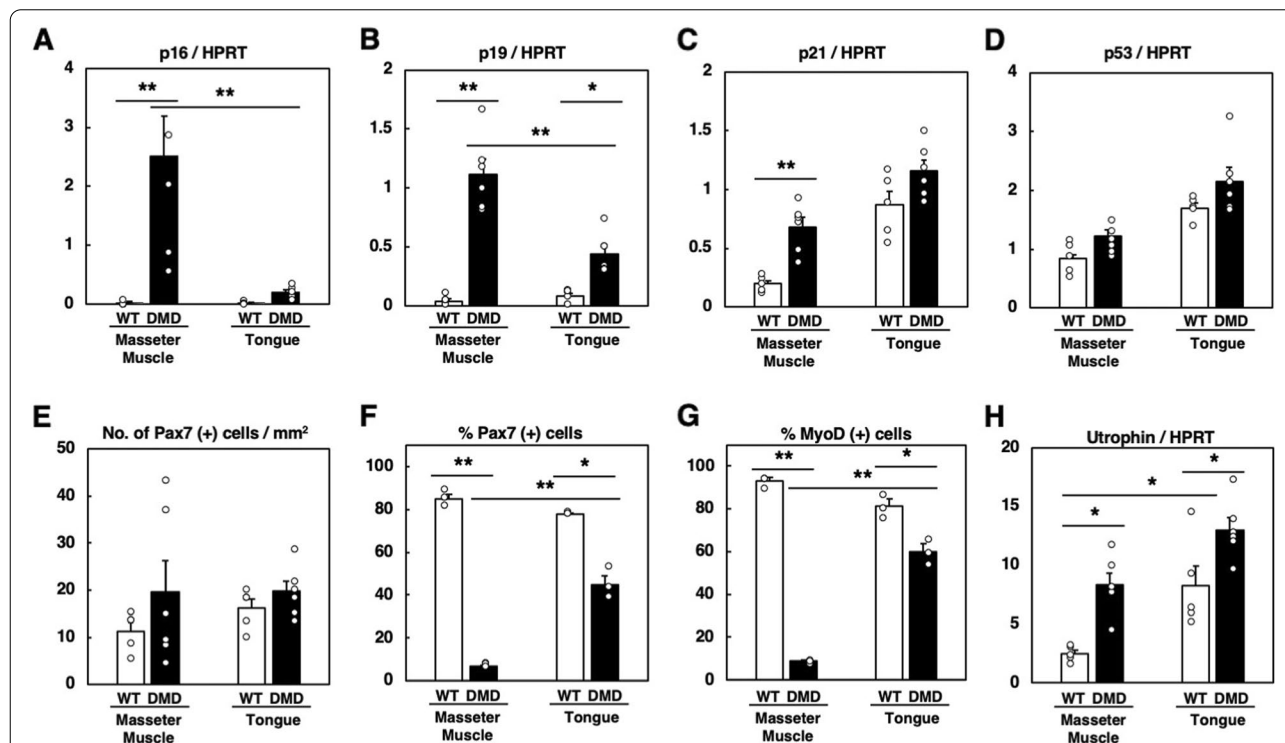 A
p16 / HPRT
4
3
2
1
0
**
**
WT DMD WT DMD
Masseter Muscle
Tongue
B
p19 / HPRT
2
1.5
1
0.5
0
**
*
**
WT DMD WT DMD
Masseter Muscle
Tongue
C
p21 / HPRT
2
1
0.5
0
**
WT DMD WT DMD
Masseter Muscle
Tongue
D
p53 / HPRT
4
3
2
1
0
WT DMD WT DMD
Masseter Muscle
Tongue
E
No. of Pax7 (+) cells / mm²
50
40
30
20
10
0
WT DMD WT DMD
Masseter Muscle
Tongue
F
% Pax7 (+) cells
100
80
60
40
20
0
**
*
**
WT DMD WT DMD
Masseter Muscle
Tongue
G
% MyoD (+) cells
100
80
60
40
20
0
**
*
**
WT DMD WT DMD
Masseter Muscle
Tongue
H
Utrophin / HPRT
20
15
10
5
0
*
*
*
WT DMD WT DMD
Masseter Muscle
Tongue